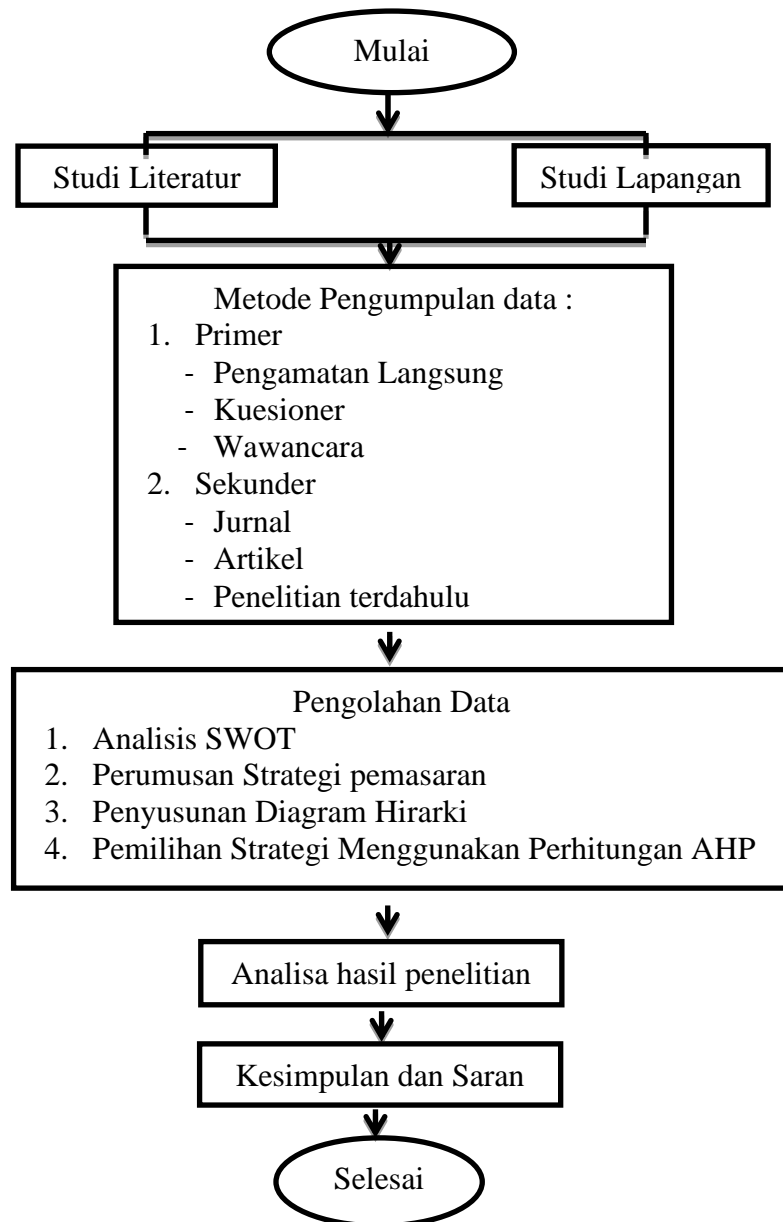 Mulai
Studi Literatur
Studi Lapangan
Metode Pengumpulan data :
1. Primer
- Pengamatan Langsung
- Kuesioner
- Wawancara
2. Sekunder
- Jurnal
- Artikel
- Penelitian terdahulu
Pengolahan Data
1. Analisis SWOT
2. Perumusan Strategi pemasaran
3. Penyusunan Diagram Hirarki
4. Pemilihan Strategi Menggunakan Perhitungan AHP
Analisa hasil penelitian
Kesimpulan dan Saran
Selesai